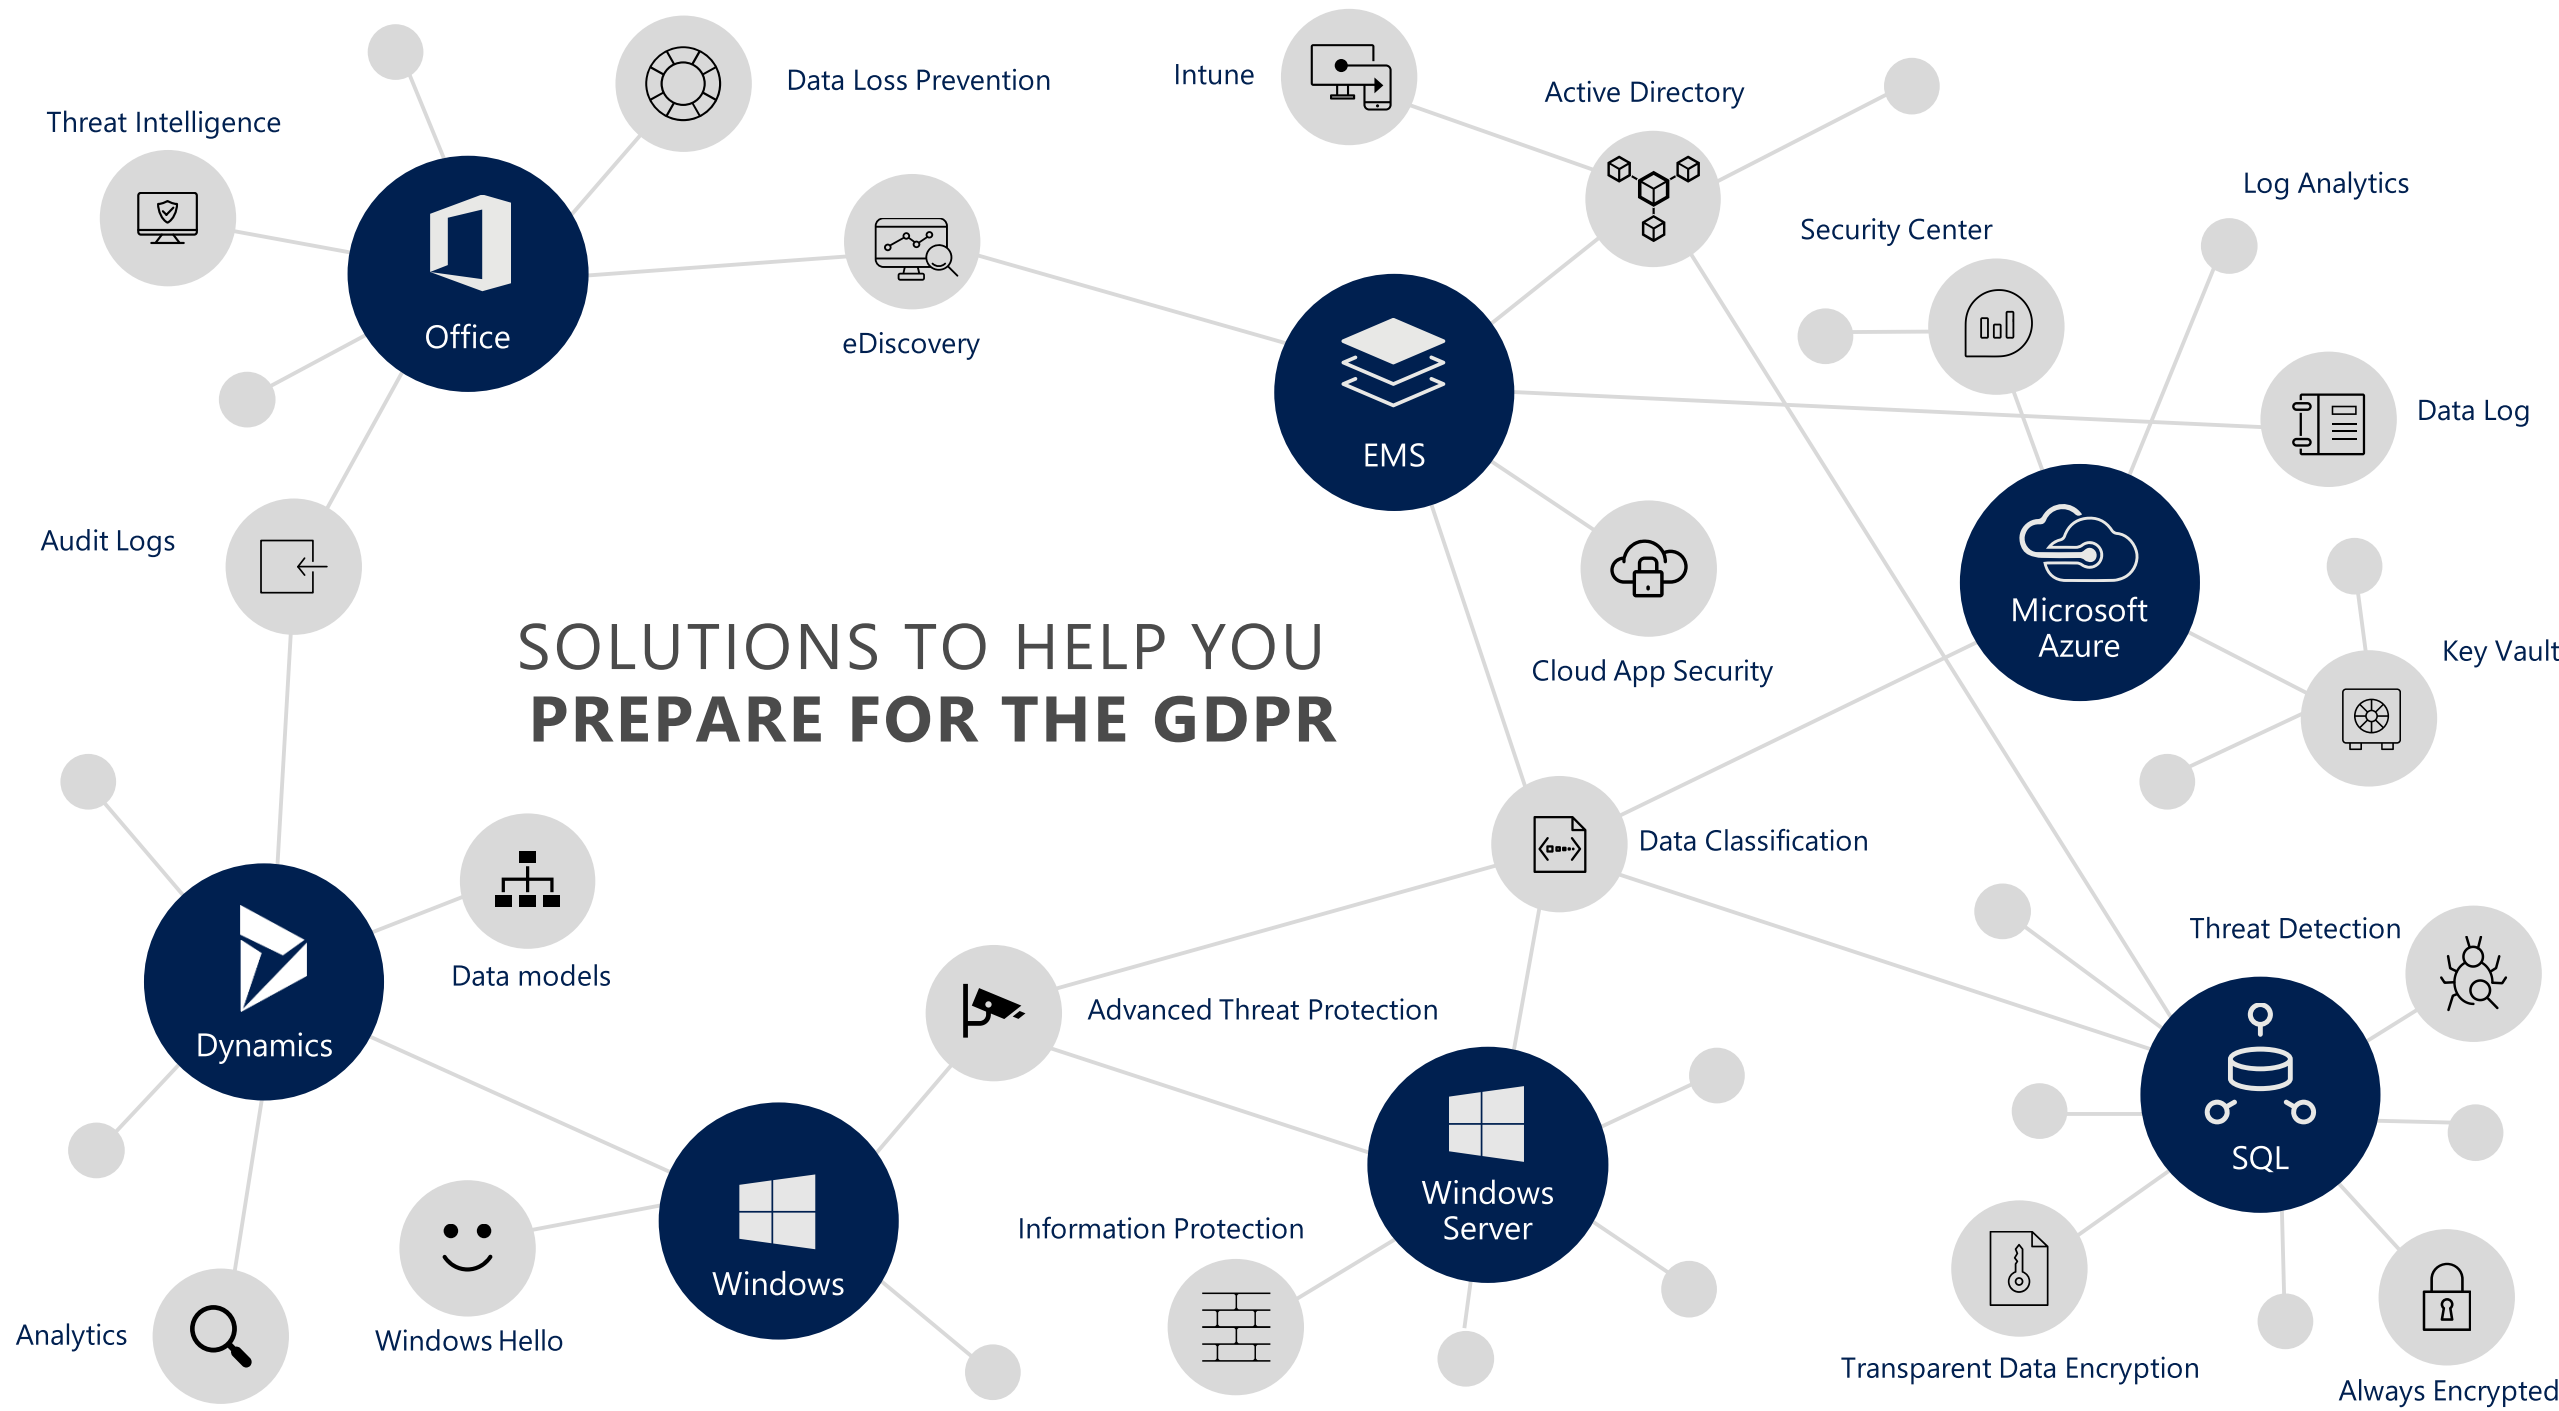 Intune
Data Loss Prevention
Active Directory
Threat Intelligence
Log Analytics
Security Center
Office
eDiscovery
Data Log
EMS
Audit Logs
Microsoft
Azure
Key Vault
Cloud App Security
SOLUTIONS TO HELP YOU
PREPARE FOR THE GDPR
Data Classification
Threat Detection
Data models
Advanced Threat Protection
Dynamics
SQL
Windows
Server
Information Protection
Windows
Analytics
Windows Hello
Transparent Data Encryption
Always Encrypted